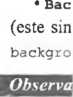 • Bac
(este sin
backgro
Observa